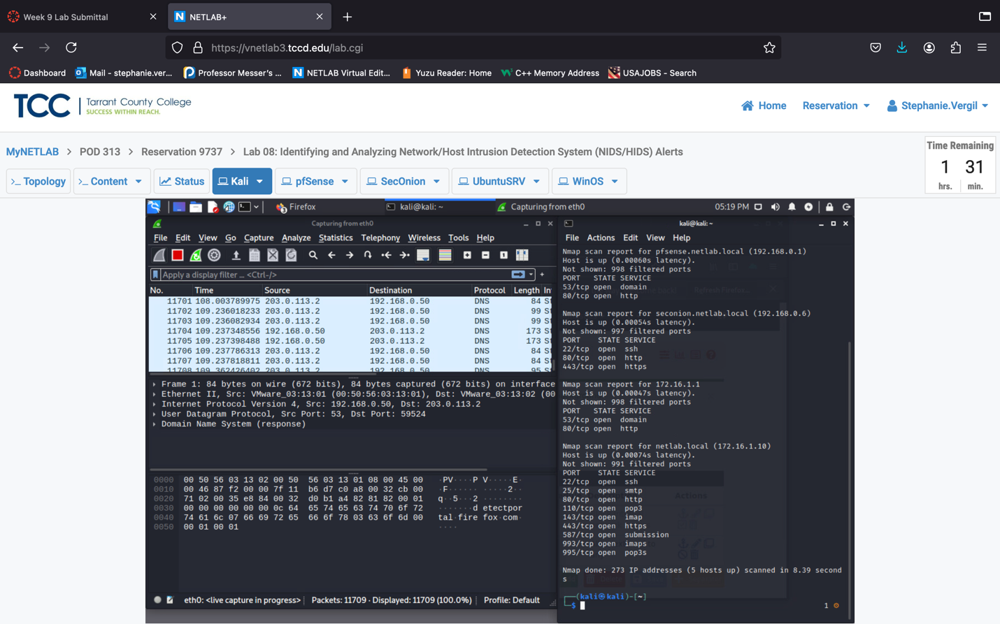 Week 9 Lab Submittal
NETLAB+
https://vnetlab3.tccd.edu/lab.cgi
Dashboard
Mail - stephanie.ver...
Professor Messer's ...
NETLAB Virtual Edit...
Yuzu Reader: Home
C++ Memory Address
USAJOBS - Search
TCC
Tarrant County College
SUCCESS WITHIN REACH.
Home
Reservation
Stephanie.Vergil
MyNETLAB > POD 313 > Reservation 9737 > Lab 08: Identifying and Analyzing Network/Host Intrusion Detection System (NIDS/HIDS) Alerts
Time Remaining
1 31
hrs. min.
>_ Topology
>_ Content
Status
Kali
pfSense
SecOnion
UbuntuSRV
WinOS
Firefox
kali@kali: ~
Capturing from eth0
05:19 PM
Capturing from eth0
File Edit View Go Capture Analyze Statistics Telephony Wireless Tools Help
Apply a display filter ... <Ctrl-/>
No. Time Source Destination Protocol Length In
11701 108.003789975 203.0.113.2 192.168.0.50 DNS 84 St
11702 109.236018233 203.0.113.2 192.168.0.50 DNS 99 St
11703 109.236082934 203.0.113.2 192.168.0.50 DNS 99 St
11704 109.237348556 192.168.0.50 203.0.113.2 DNS 173 St
11705 109.237398488 192.168.0.50 203.0.113.2 DNS 173 St
11706 109.237786313 203.0.113.2 192.168.0.50 DNS 84 St
11707 109.237818811 203.0.113.2 192.168.0.50 DNS 84 St
11708 109.362426402 203.0.113.2 192.168.0.50 DNS 95 St
Frame 1: 84 bytes on wire (672 bits), 84 bytes captured (672 bits) on interface
Ethernet II, Src: VMware_03:13:01 (00:50:56:03:13:01), Dst: VMware_03:13:02 (00
Internet Protocol Version 4, Src: 192.168.0.50, Dst: 203.0.113.2
User Datagram Protocol, Src Port: 53, Dst Port: 59524
Domain Name System (response)
0000 00 50 56 03 13 02 00 50 56 03 13 01 08 00 45 00 ·PV····P V·····E·
0010 00 46 87 f2 00 00 7f 11 b6 d7 c0 a8 00 32 cb 00 ·F······ ·····2··
0020 71 02 00 35 e8 84 00 32 d0 b1 a4 82 81 82 00 01 q··5···2 ········
0030 00 00 00 00 00 00 0c 64 65 74 65 63 74 70 6f 72 ·······d etectpor
0040 74 61 6c 07 66 69 72 65 66 6f 78 03 63 6f 6d 00 tal·fire fox·com·
0050 00 01 00 01 ····
eth0: <live capture in progress>
Packets: 11709 · Displayed: 11709 (100.0%)
Profile: Default
kali@kali: ~
File Actions Edit View Help
Nmap scan report for pfsense.netlab.local (192.168.0.1)
Host is up (0.00060s latency).
Not shown: 998 filtered ports
PORT STATE SERVICE
53/tcp open domain
80/tcp open http
Nmap scan report for seconion.netlab.local (192.168.0.6)
Host is up (0.00054s latency).
Not shown: 997 filtered ports
PORT STATE SERVICE
22/tcp open ssh
80/tcp open http
443/tcp open https
Nmap scan report for 172.16.1.1
Host is up (0.00047s latency).
Not shown: 998 filtered ports
PORT STATE SERVICE
53/tcp open domain
80/tcp open http
Nmap scan report for netlab.local (172.16.1.10)
Host is up (0.00074s latency).
Not shown: 991 filtered ports
PORT STATE SERVICE
22/tcp open ssh
25/tcp open smtp
80/tcp open http
110/tcp open pop3
143/tcp open imap
443/tcp open https
587/tcp open submission
993/tcp open imaps
995/tcp open pop3s
Nmap done: 273 IP addresses (5 hosts up) scanned in 8.39 second
s
(kali㉿kali)-[~]
$
1